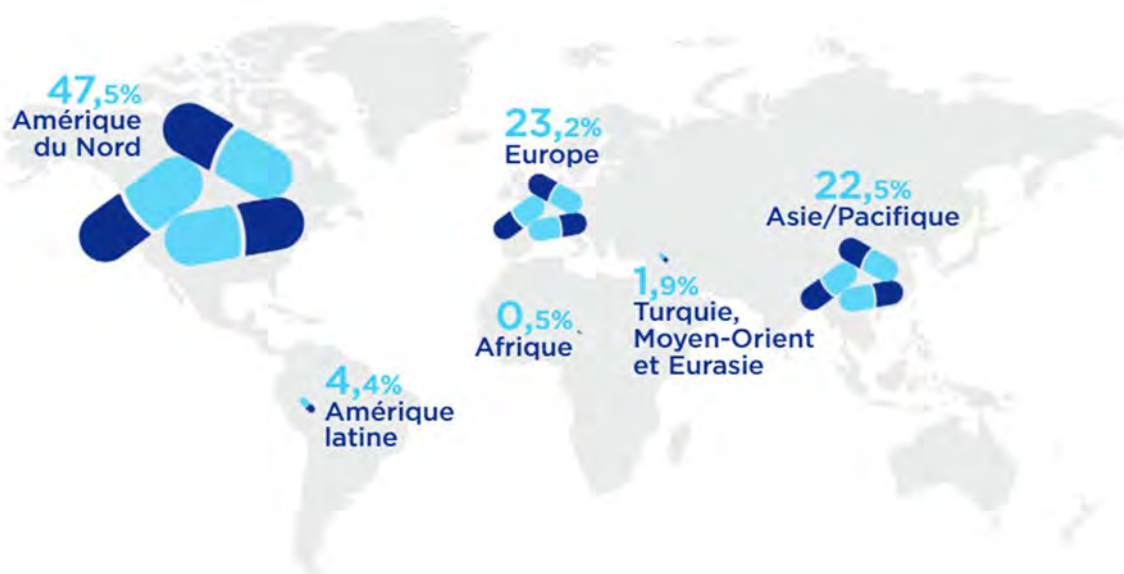 47,5%
Amérique
du Nord
23,2%
Europe
22,5%
Asie/Pacifique
1,9%
Turquie,
Moyen-Orient
et Eurasie
0,5%
Afrique
4,4%
Amérique
latine